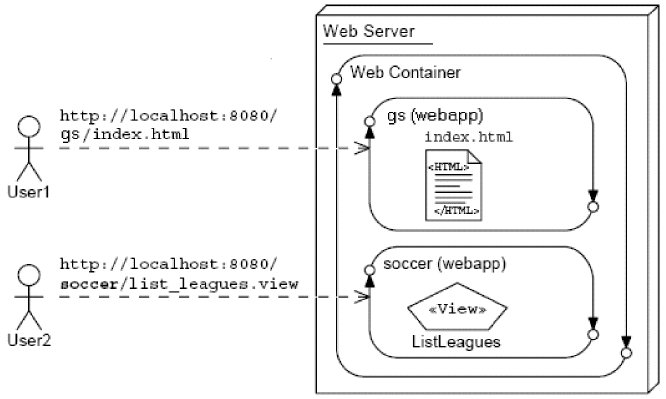 Web Server
Web Container
http://localhost:8080/
gs/index.html
User1
gs (webapp)
index.html
<HTML>
</HTML>
http://localhost:8080/
soccer/list_leagues.view
User2
soccer (webapp)
«View»
ListLeagues